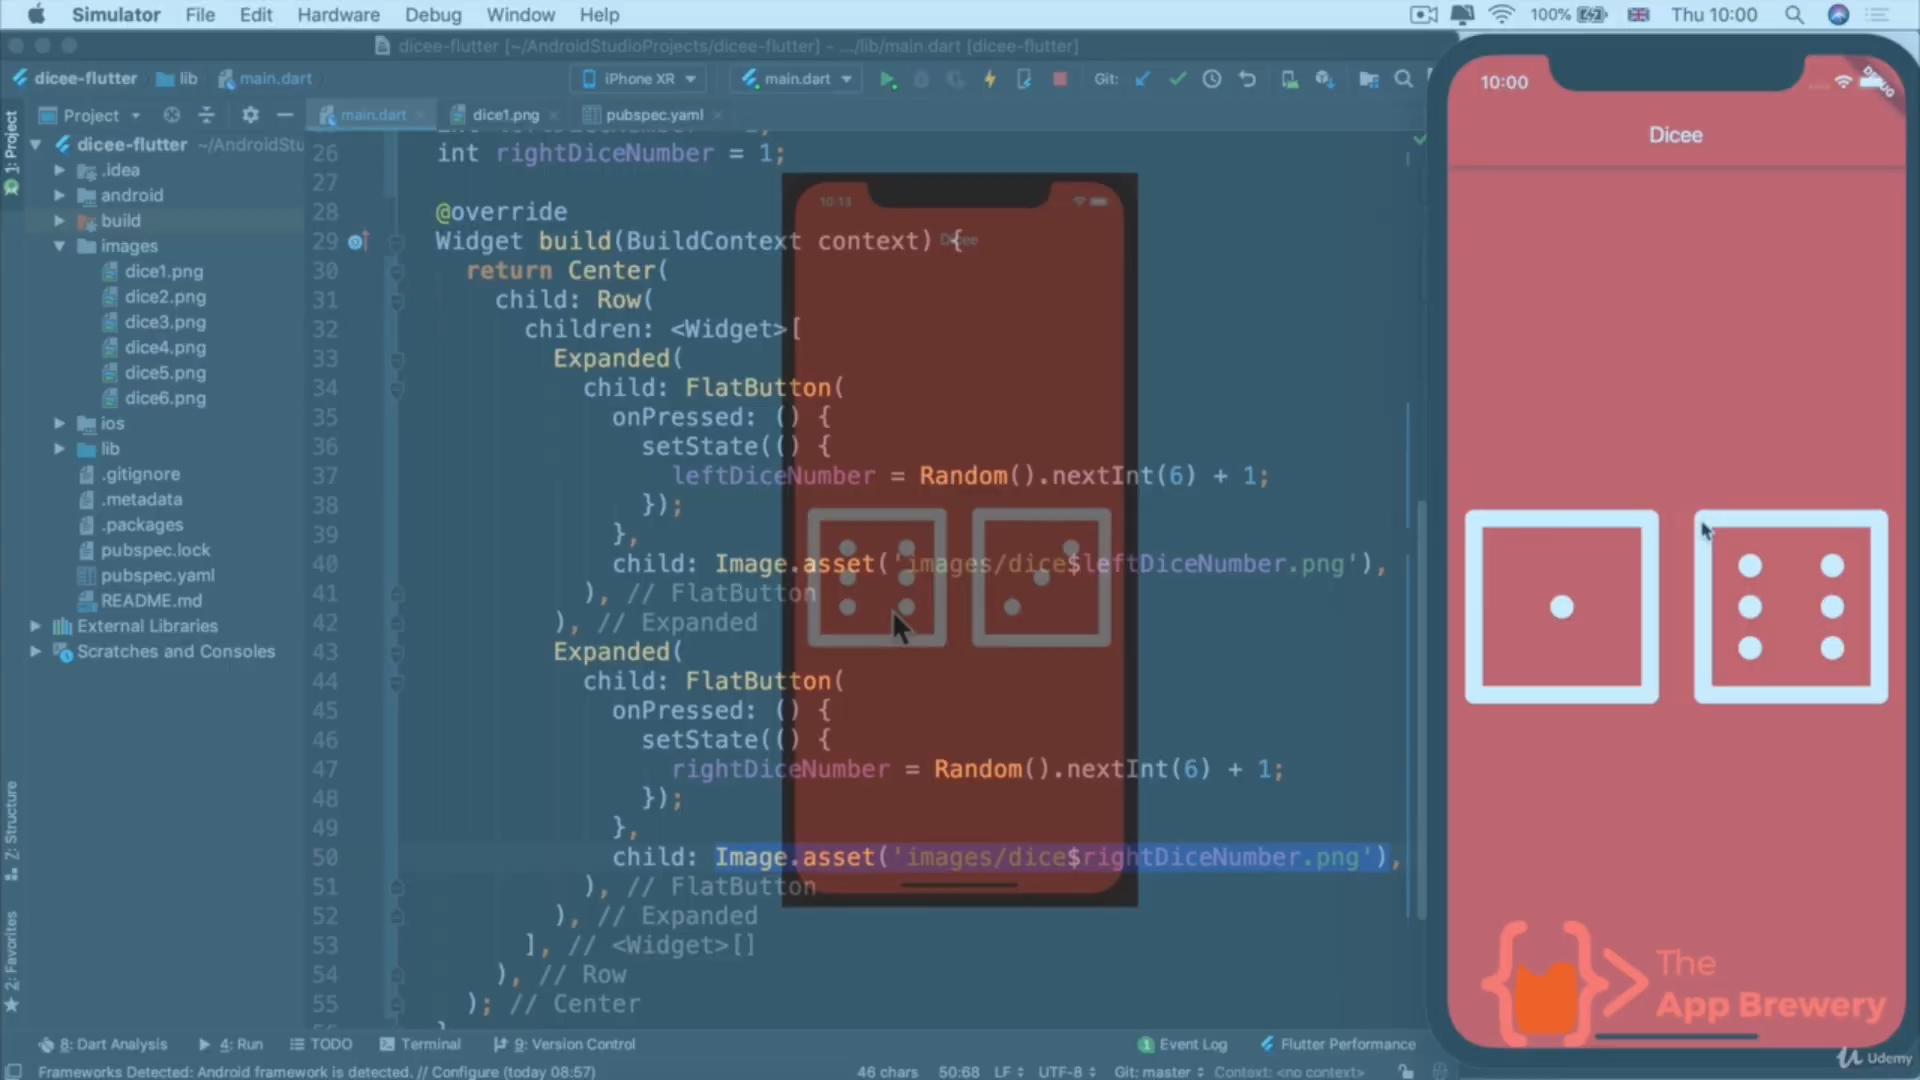 Simulator File Edit Hardware Debug Window Help 100% Thu 10:00
dicee-flutter [~/AndroidStudioProjects/dicee-flutter] - .../lib/main.dart [dicee-flutter]
dicee-flutter lib main.dart iPhone XR main.dart Git:
Project main.dart dice1.png pubspec.yaml
1: Project
Z: Structure
2: Favorites
dicee-flutter ~/AndroidStu
.idea
android
build
images
dice1.png
dice2.png
dice3.png
dice4.png
dice5.png
dice6.png
ios
lib
.gitignore
.metadata
.packages
pubspec.lock
pubspec.yaml
README.md
External Libraries
Scratches and Consoles
26 int rightDiceNumber = 1;
27
28 @override
29 Widget build(BuildContext context) {
30 return Center(
31 child: Row(
32 children: <Widget>[
33 Expanded(
34 child: FlatButton(
35 onPressed: () {
36 setState(() {
37 leftDiceNumber = Random().nextInt(6) + 1;
38 });
39 },
40 child: Image.asset('images/dice$leftDiceNumber.png'),
41 ), // FlatButton
42 ), // Expanded
43 Expanded(
44 child: FlatButton(
45 onPressed: () {
46 setState(() {
47 rightDiceNumber = Random().nextInt(6) + 1;
48 });
49 },
50 child: Image.asset('images/dice$rightDiceNumber.png'),
51 ), // FlatButton
52 ), // Expanded
53 ], // <Widget>[]
54 ), // Row
55 ); // Center
10:13
Dicee
10:00
DEBUG
Dicee
The
App Brewery
8: Dart Analysis 4: Run TODO Terminal 9: Version Control 1 Event Log Flutter Performance
Frameworks Detected: Android framework is detected. // Configure (today 08:57) 46 chars 50:68 LF UTF-8 Git: master Context: <no context>
Udemy